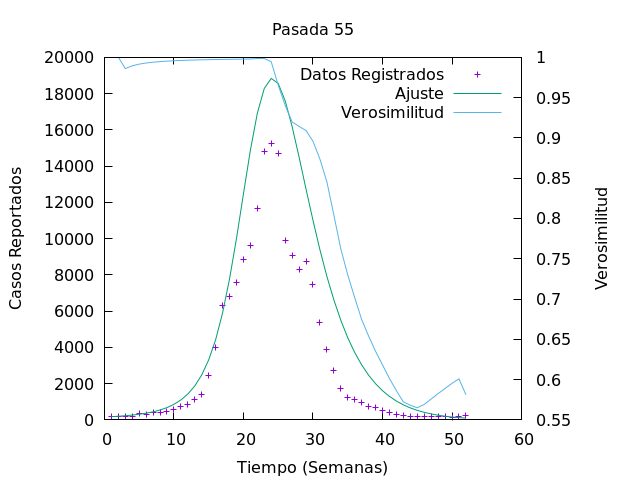 Pasada 55
Casos Reportados
Verosimilitud
20000
18000
16000
14000
12000
10000
8000
6000
4000
2000
0
1
0.95
0.9
0.85
0.8
0.75
0.7
0.65
0.6
0.55
Datos Registrados
Ajuste
Verosimilitud
0 10 20 30 40 50 60
Tiempo (Semanas)